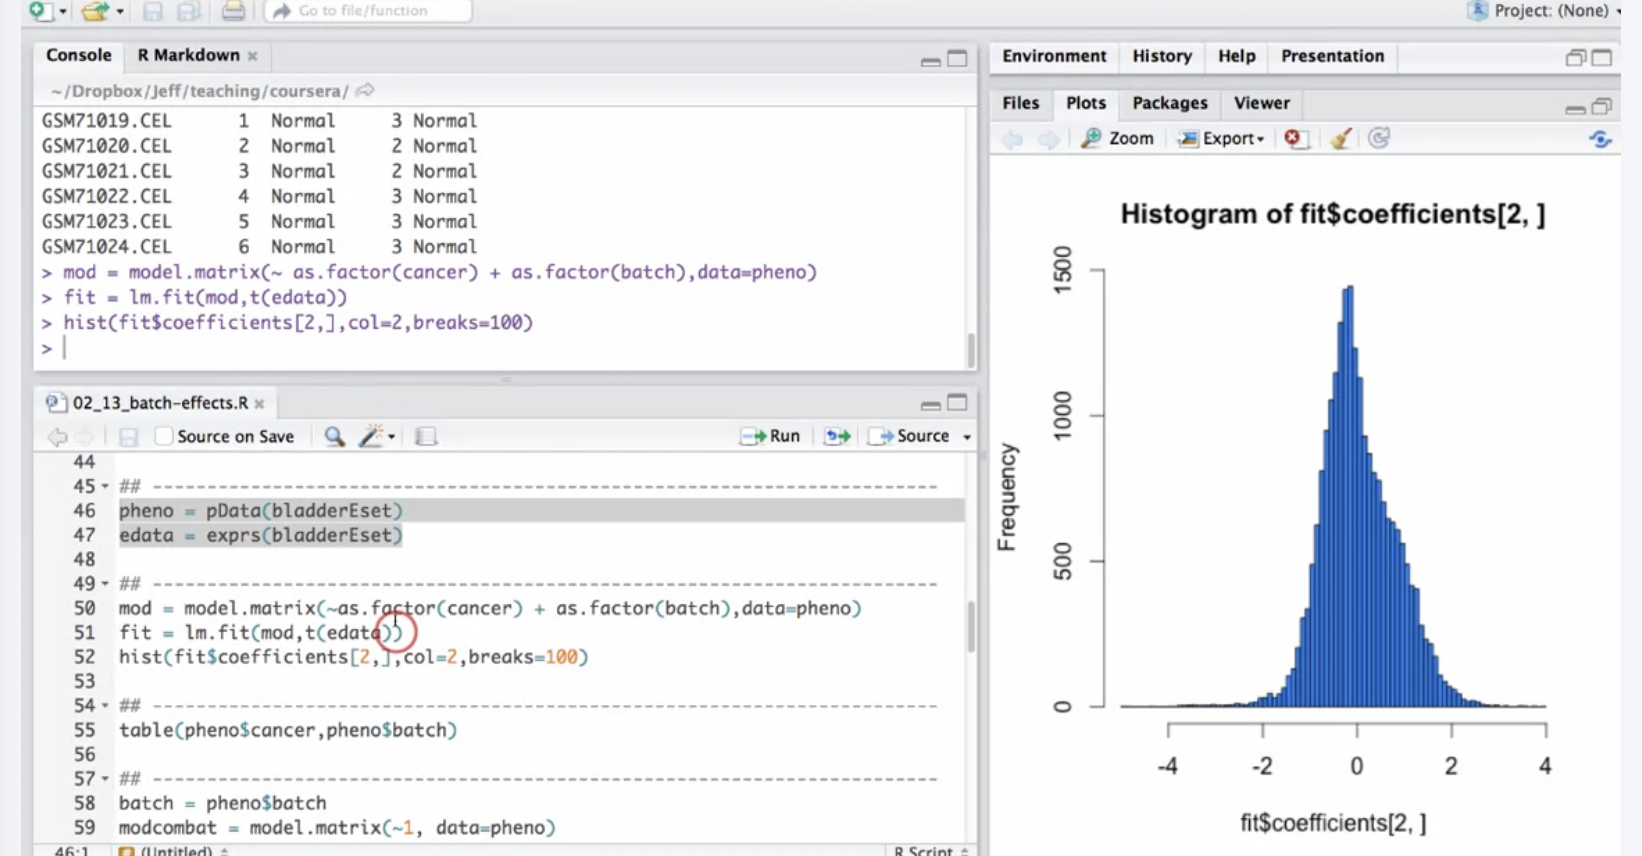 Go to file/function
Project: (None)
Console R Markdown
~/Dropbox/Jeff/teaching/coursera/
GSM71019.CEL 1 Normal 3 Normal
GSM71020.CEL 2 Normal 2 Normal
GSM71021.CEL 3 Normal 2 Normal
GSM71022.CEL 4 Normal 3 Normal
GSM71023.CEL 5 Normal 3 Normal
GSM71024.CEL 6 Normal 3 Normal
> mod = model.matrix(~ as.factor(cancer) + as.factor(batch),data=pheno)
> fit = lm.fit(mod,t(edata))
> hist(fit$coefficients[2,],col=2,breaks=100)
>
02_13_batch-effects.R
Source on Save Run Source
44
45 ## ------------------------------------------------------------------------
46 pheno = pData(bladderEset)
47 edata = exprs(bladderEset)
48
49 ## ------------------------------------------------------------------------
50 mod = model.matrix(~as.factor(cancer) + as.factor(batch),data=pheno)
51 fit = lm.fit(mod,t(edata))
52 hist(fit$coefficients[2,],col=2,breaks=100)
53
54 ## ------------------------------------------------------------------------
55 table(pheno$cancer,pheno$batch)
56
57 ## ------------------------------------------------------------------------
58 batch = pheno$batch
59 modcombat = model.matrix(~1, data=pheno)
46:1 (Untitled) R Script
Environment History Help Presentation
Files Plots Packages Viewer
Zoom Export
Histogram of fit$coefficients[2, ]
Frequency
1500
1000
500
0
-4 -2 0 2 4
fit$coefficients[2, ]